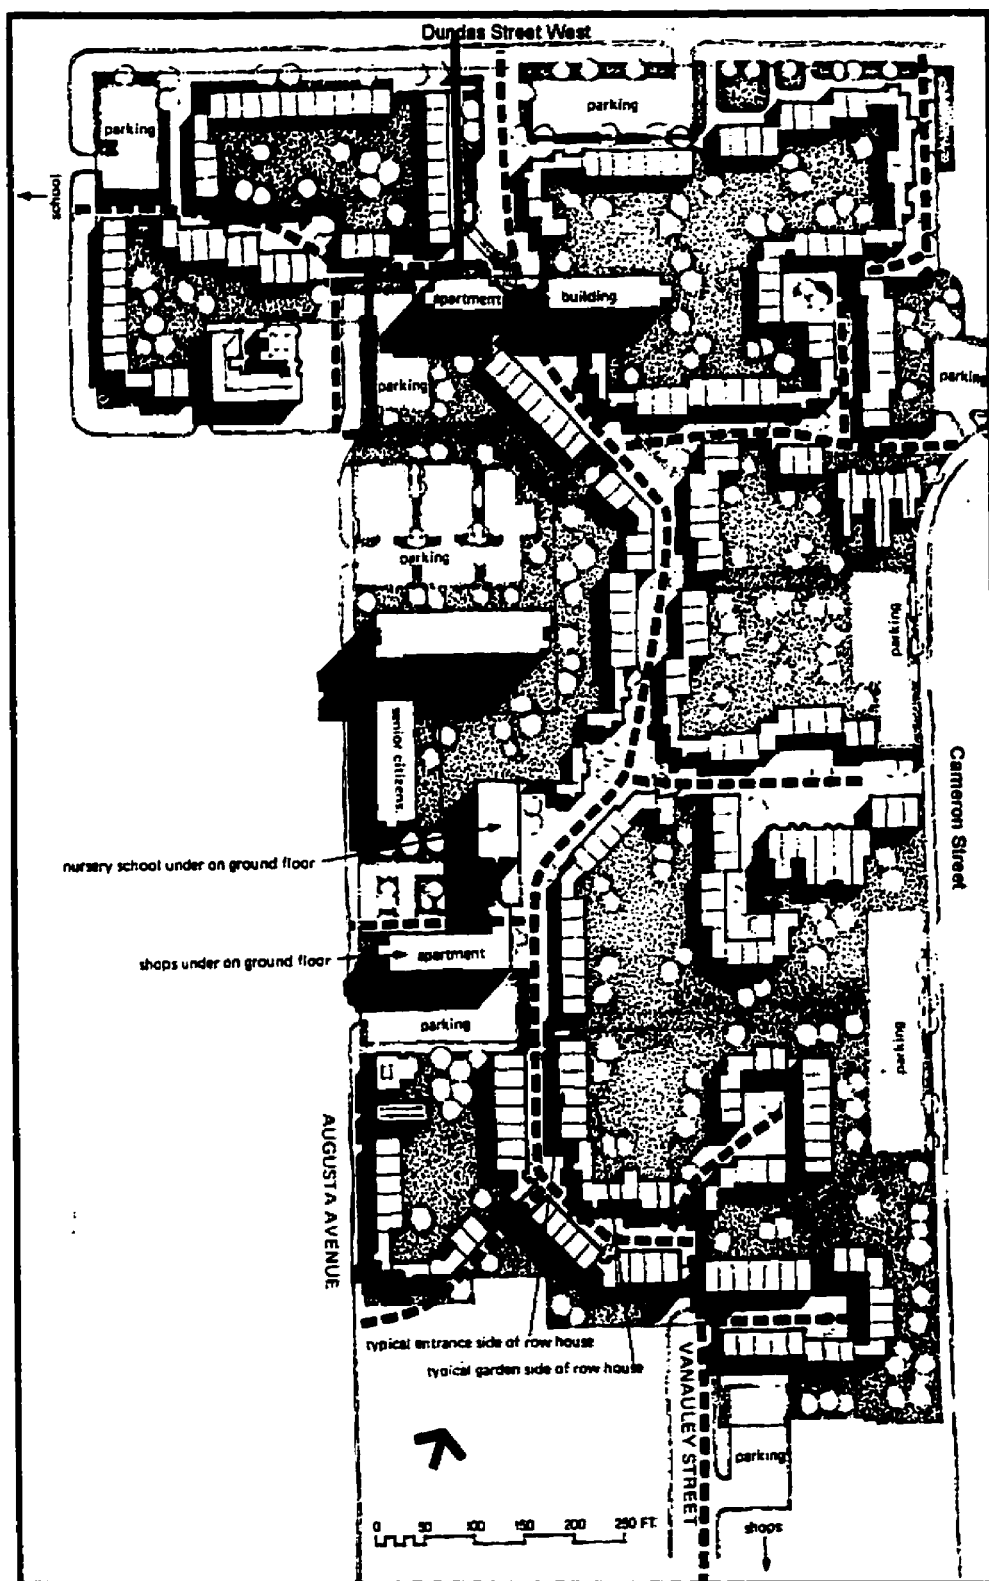 Dundas Street West
parking
parking
shops
apartment
building
parking
parking
parking
parking
senior citizens.
Cameron Street
nursery school under on ground floor
shops under on ground floor
apartment
parking
parking
AUGUSTA AVENUE
typical entrance side of row house
typical garden side of row house
VANAULEY STREET
parking
0 50 100 150 200 250 FT.
shops